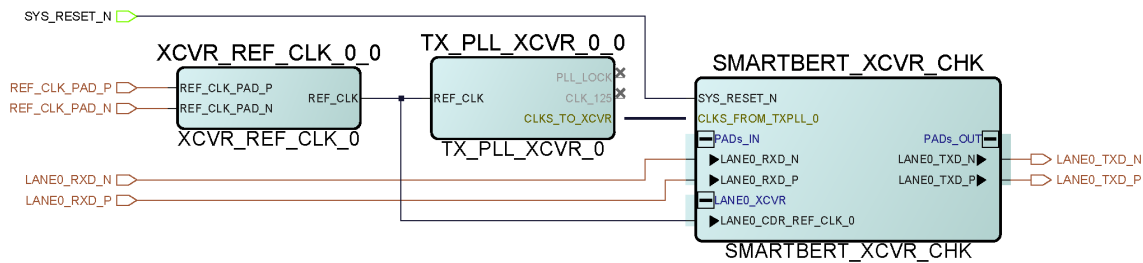 SYS_RESET_N
XCVR_REF_CLK_0_0
REF_CLK_PAD_P
REF_CLK_PAD_N
REF_CLK_PAD_P
REF_CLK_PAD_N
REF_CLK
XCVR_REF_CLK_0
TX_PLL_XCVR_0_0
PLL_LOCK
REF_CLK
CLK_125
CLKS_TO_XCVR
TX_PLL_XCVR_0
SMARTBERT_XCVR_CHK
SYS_RESET_N
CLKS_FROM_TXPLL_0
PADs_IN
PADs_OUT
LANE0_RXD_N
LANE0_TXD_N
LANE0_TXD_N
LANE0_RXD_P
LANE0_TXD_P
LANE0_TXD_P
LANE0_RXD_N
LANE0_RXD_P
LANE0_XCVR
LANE0_CDR_REF_CLK_0
SMARTBERT_XCVR_CHK